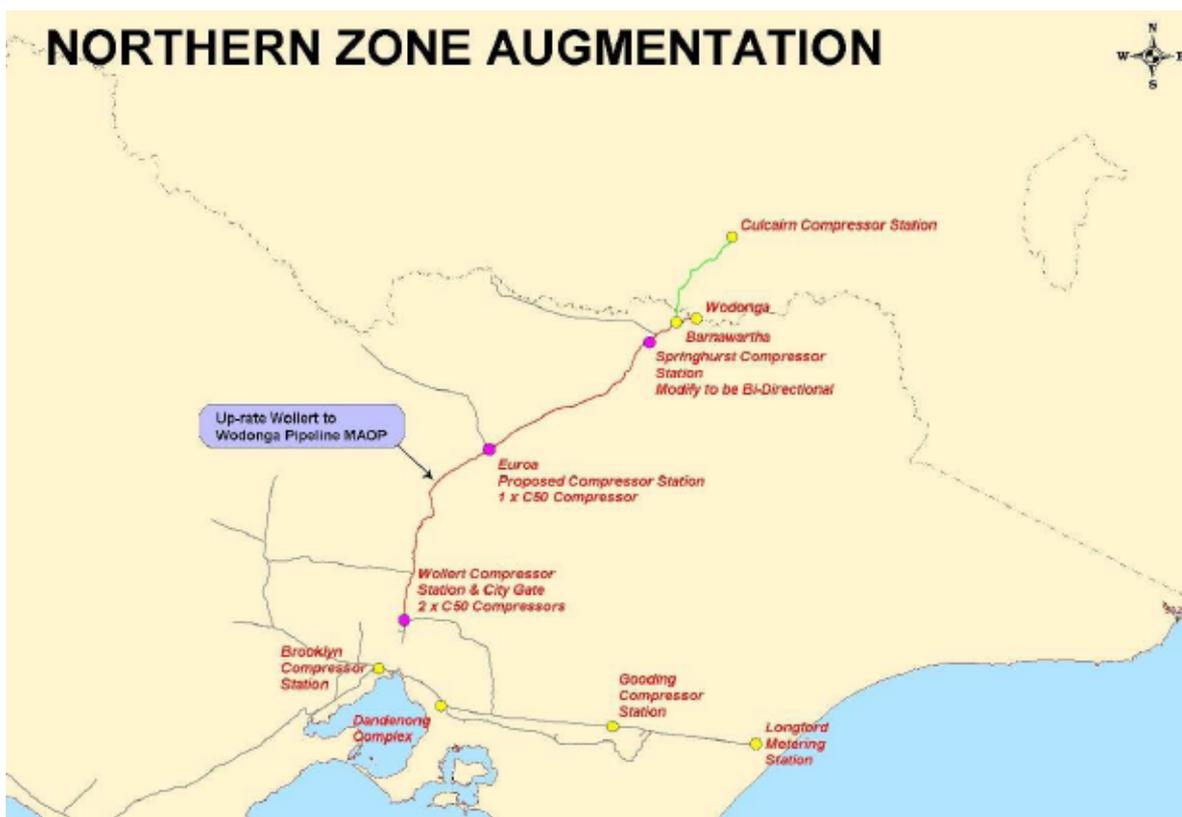 NORTHERN ZONE AUGMENTATION
N
W
E
S
Culcairn Compressor Station
Wodonga
Barnawartha
Springhurst Compressor
Station
Modify to be Bi-Directional
Up-rate Wollert to
Wodonga Pipeline MAOP
Euroa
Proposed Compressor Station
1 x C50 Compressor
Wollert Compressor
Station & City Gate
2 x C50 Compressors
Brooklyn
Compressor
Station
Gooding
Compressor
Station
Dandenong
Complex
Longford
Metering
Station